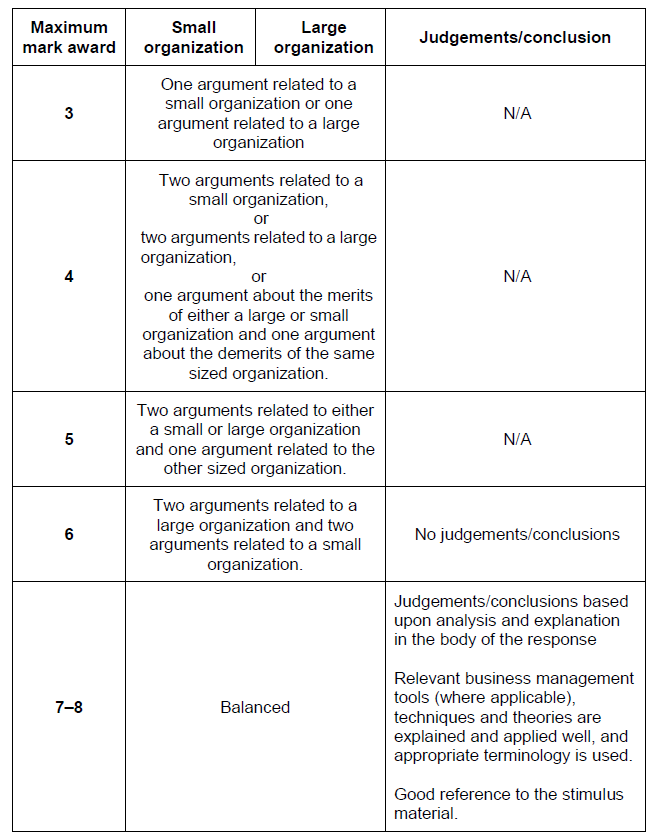 Maximum
mark award
Small
organization
Large
organization
Judgements/conclusion
3
One argument related to a
small organization or one
argument related to a large
organization
N/A
4
Two arguments related to a
small organization,
or
two arguments related to a large
organization,
or
one argument about the merits
of either a large or small
organization and one argument
about the demerits of the same
sized organization.
N/A
5
Two arguments related to either
a small or large organization
and one argument related to the
other sized organization.
N/A
6
Two arguments related to a
large organization and two
arguments related to a small
organization.
No judgements/conclusions
7–8
Balanced
Judgements/conclusions based
upon analysis and explanation
in the body of the response
Relevant business management
tools (where applicable),
techniques and theories are
explained and applied well, and
appropriate terminology is used.
Good reference to the stimulus
material.